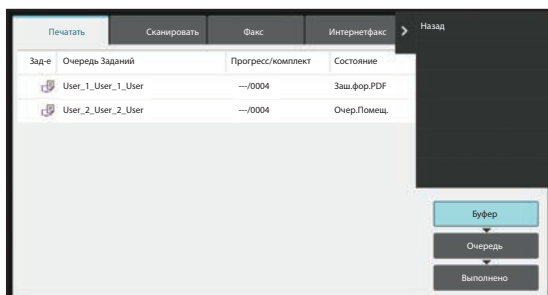 Печатать Сканировать Факс Интернетфакс Назад
Зад-е Очередь Заданий Прогресс/комплект Состояние
User_1_User_1_User ---/0004 Заш.фор.PDF
User_2_User_2_User ---/0004 Очер.Помещ.
Буфер
Очередь
Выполнено